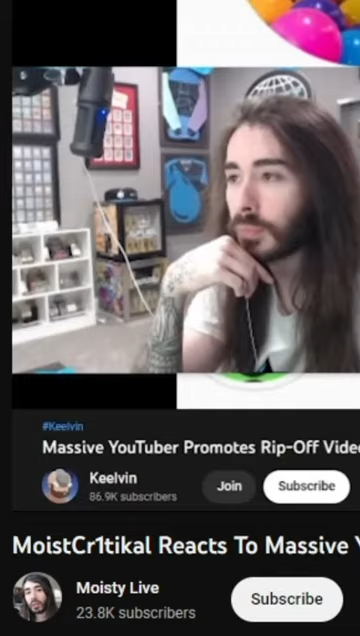 #Keelvin
Massive YouTuber Promotes Rip-Off Vide
Keelvin
86.9K subscribers
Join
Subscribe
MoistCr1tikal Reacts To Massive
Moisty Live
23.8K subscribers
Subscribe